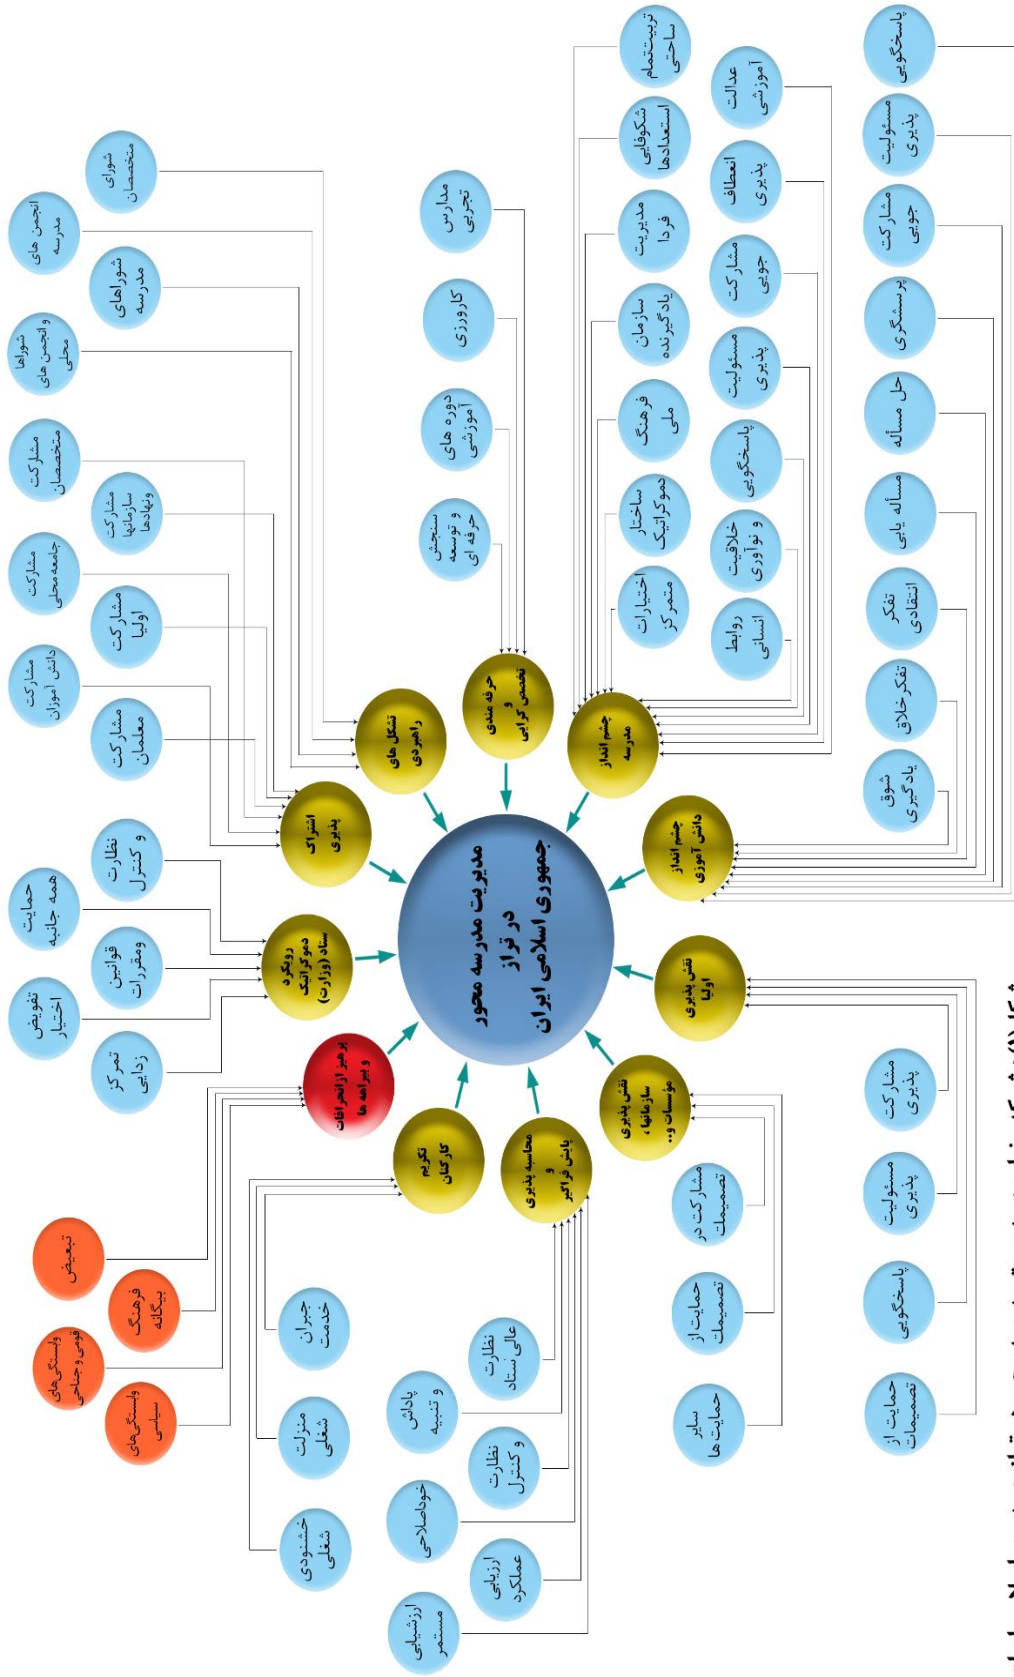 مدیریت مدرسه محور
در تراز
جمهوری اسلامی ایران
تشکل های
راهبردی
شورای
متخصصان
انجمن های
مدرسه
شوراهای
مدرسه
شوراها
و انجمن های
محلی
اشتراک
پذیری
مشارکت
متخصصان
مشارکت
سازمانها
ونهادها
مشارکت
جامعه محلی
مشارکت
اولیا
مشارکت
دانش آموزان
مشارکت
معلمان
رویکرد
دموکراتیک
ستاد (وزارت)
نظارت
و کنترل
حمایت
همه جانبه
قوانین
ومقررات
تفویض
اختیار
تمرکز
زدایی
پرهیز از انحرافات
و بیراهه ها
تبعیض
فرهنگ
بیگانه
وابستگی‌های
قومی و جناحی
وابستگی‌های
سیاسی
تکریم
کارکنان
جبران
خدمت
منزلت
شغلی
خشنودی
شغلی
محاسبه پذیری
و
پایش فراگیر
نظارت
عالی ستاد
پاداش
و تنبیه
نظارت
و کنترل
خوداصلاحی
ارزیابی
عملکرد
ارزشیابی
مستمر
نقش پذیری
سازمانها ،
مؤسسات و..
مشارکت در
تصمیمات
حمایت از
تصمیمات
سایر
حمایت ها
نقش پذیری
اولیا
مشارکت
پذیری
مسئولیت
پذیری
پاسخگویی
حمایت از
تصمیمات
چشم انداز
دانش آموزی
پاسخگویی
مسئولیت
پذیری
مشارکت
جویی
پرسشگری
حل مسأله
مسأله یابی
تفکر
انتقادی
تفکر خلاق
شوق
یادگیری
چشم انداز
مدرسه
تربیت‌تمام
ساحتی
شکوفایی
استعدادها
مدیریت
فردا
سازمان
یادگیرنده
فرهنگ
ملی
ساختار
دموکراتیک
اختیارات
متمرکز
عدالت
آموزشی
انعطاف
پذیری
مشارکت
جویی
مسئولیت
پذیری
پاسخگویی
خلاقیت
و نوآوری
روابط
انسانی
حرفه مندی
و
تخصص گرایی
مدارس
تجربی
کارورزی
دوره های
آموزشی
سنجش
و توسعه
حرفه ای